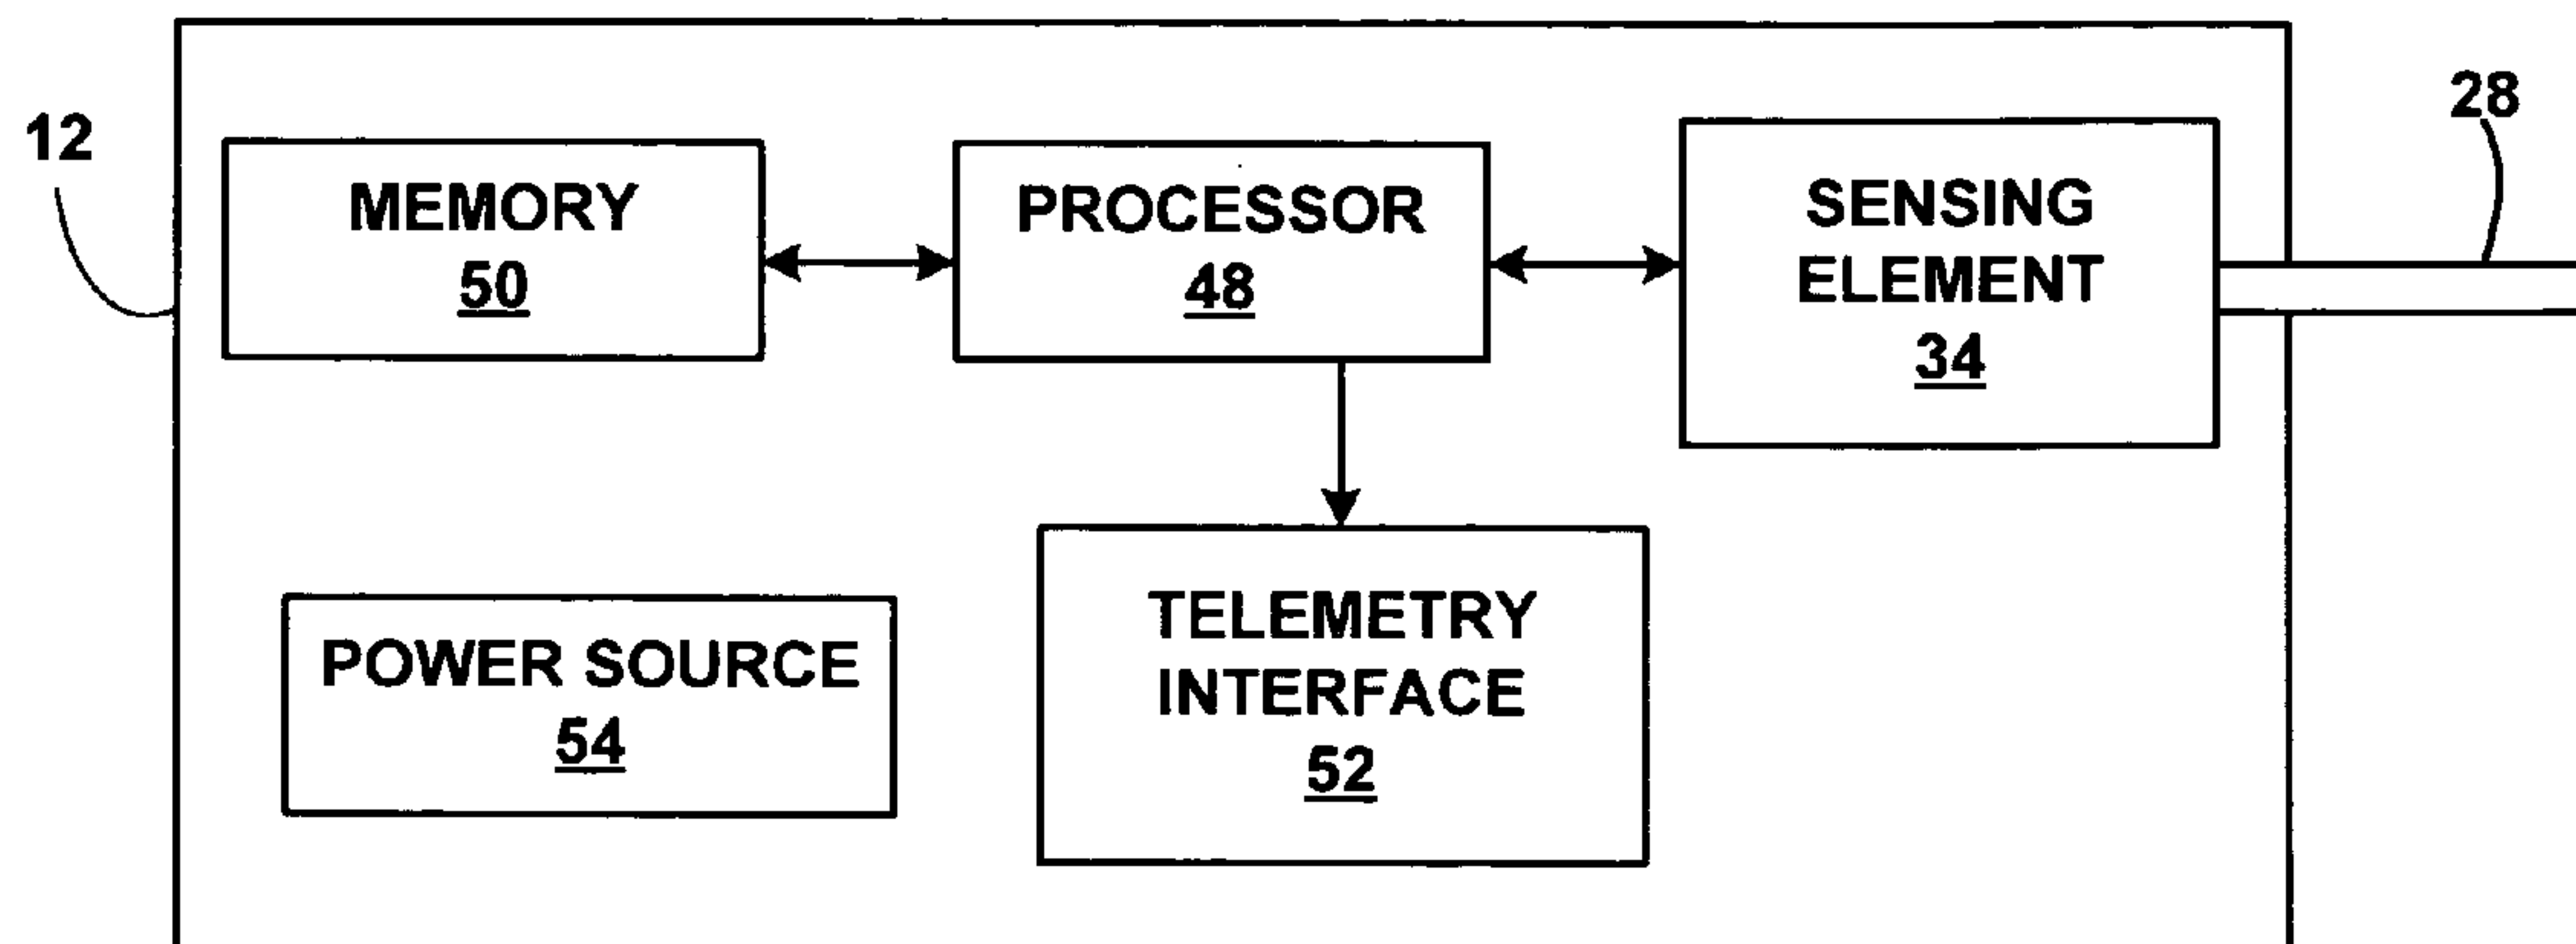 12
28
MEMORY
50
PROCESSOR
48
SENSING
ELEMENT
34
POWER SOURCE
54
TELEMETRY
INTERFACE
52